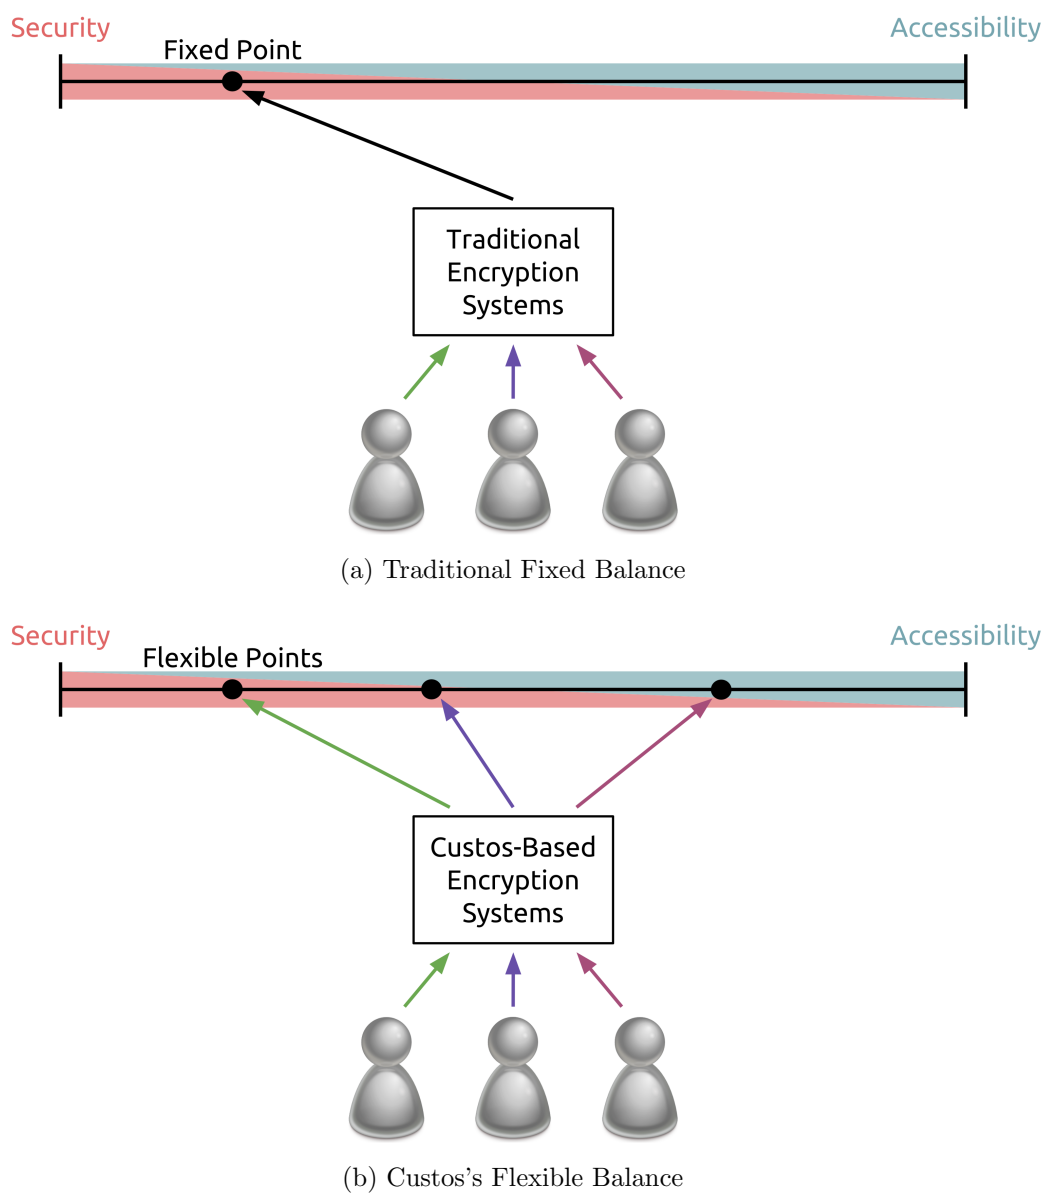 Security
Accessibility
Fixed Point
Traditional
Encryption
Systems
(a) Traditional Fixed Balance
Security
Accessibility
Flexible Points
Custos-Based
Encryption
Systems
(b) Custos's Flexible Balance